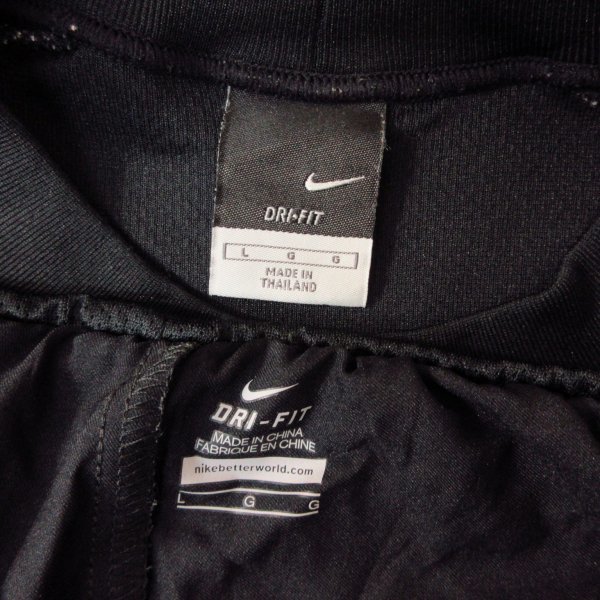 DRI-FIT
L G G
MADE IN
THAILAND
DRI-FIT
MADE IN CHINA
FABRIQUE EN CHINE
nikebetterworld.com
L G G